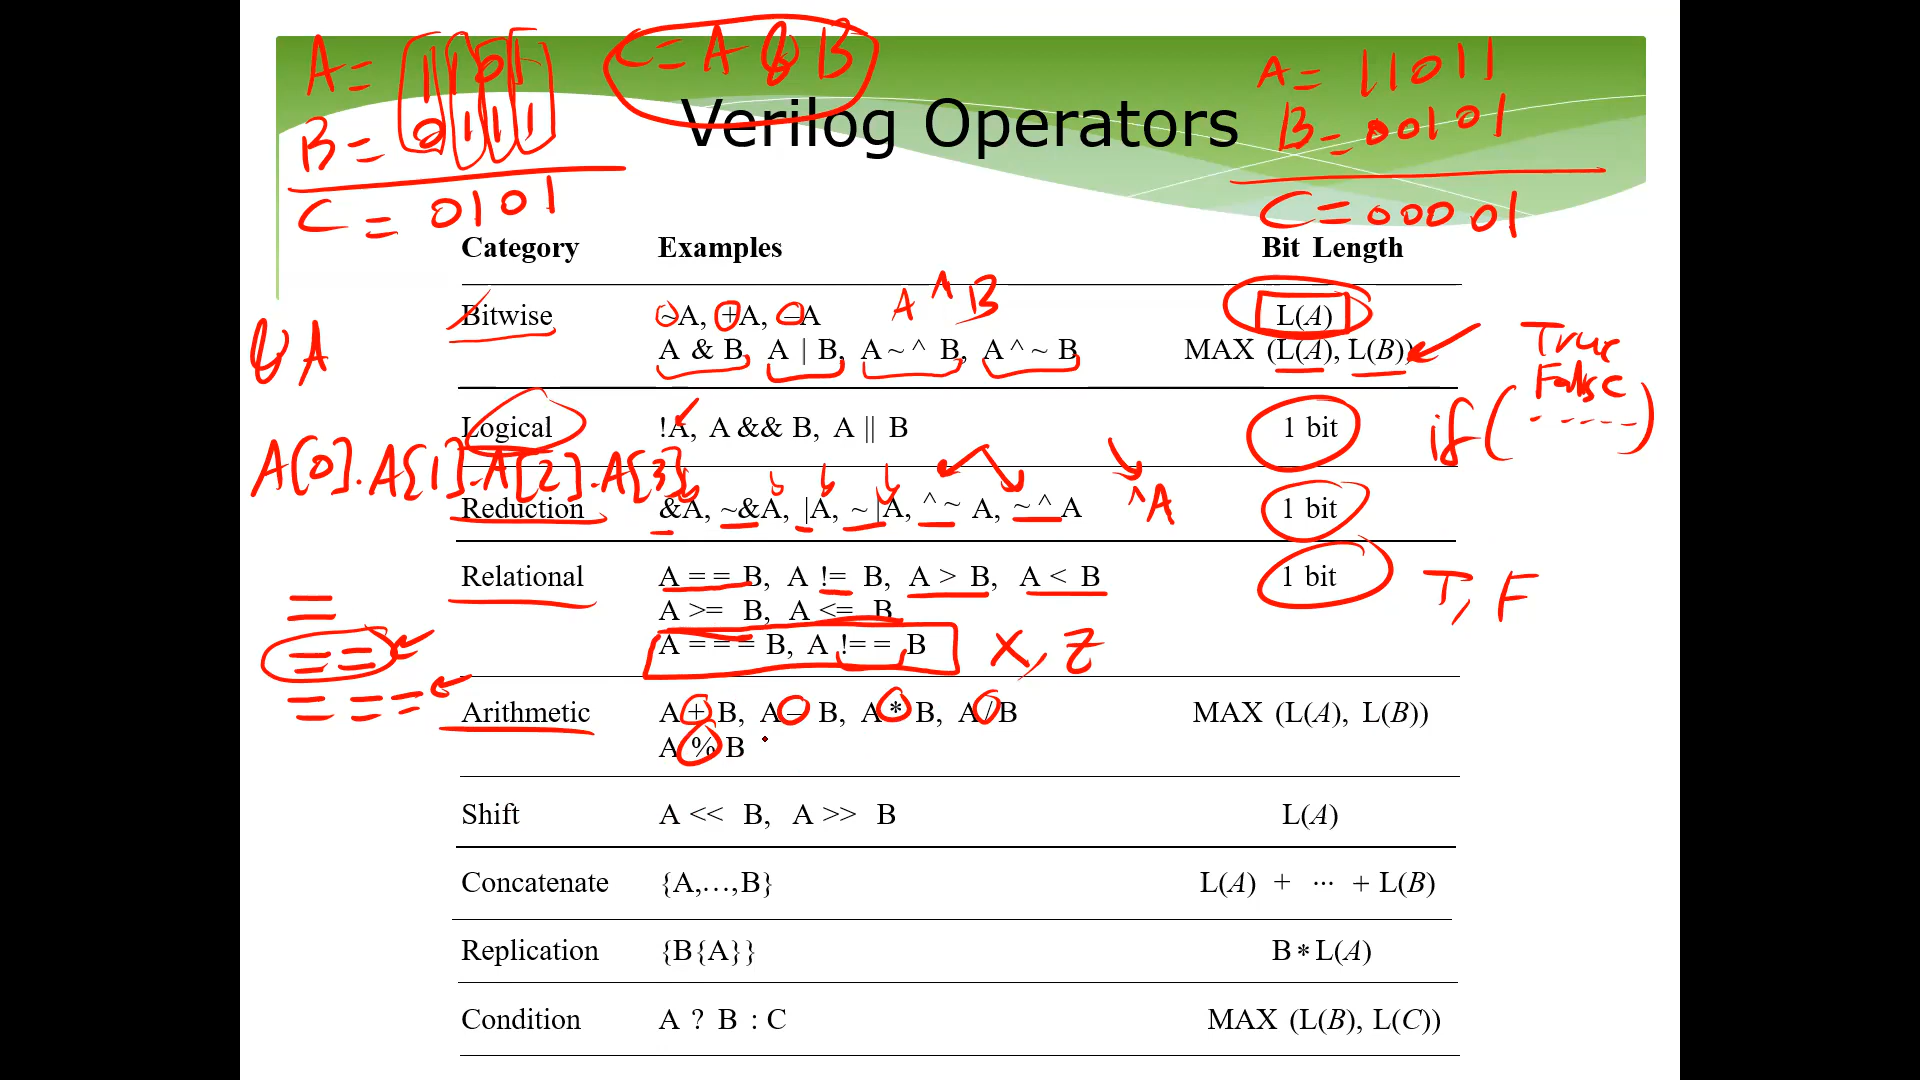 A = 1101 C = A & B A = 11011
B = 0111 B = 00101
Verilog Operators
C = 0101 C = 00001
Category Examples Bit Length
A ^ B
Bitwise ~A, +A, –A L(A)
A & B, A | B, A ~ ^ B, A ^ ~ B MAX (L(A), L(B))
& A True
False
Logical !A, A && B, A || B 1 bit if ( ----- )
A[0].A[1].A[2].A[3]
Reduction &A, ~&A, |A, ~ |A, ^ ~ A, ~ ^ A ^A 1 bit
Relational A = = B, A != B, A > B, A < B 1 bit T, F
A >= B, A <= B
=
A = = = B, A != = B X, Z
= =
= = =
Arithmetic A + B, A – B, A * B, A / B MAX (L(A), L(B))
A % B
Shift A << B, A >> B L(A)
Concatenate {A,…,B} L(A) + ··· + L(B)
Replication {B{A}} B * L(A)
Condition A ? B : C MAX (L(B), L(C))